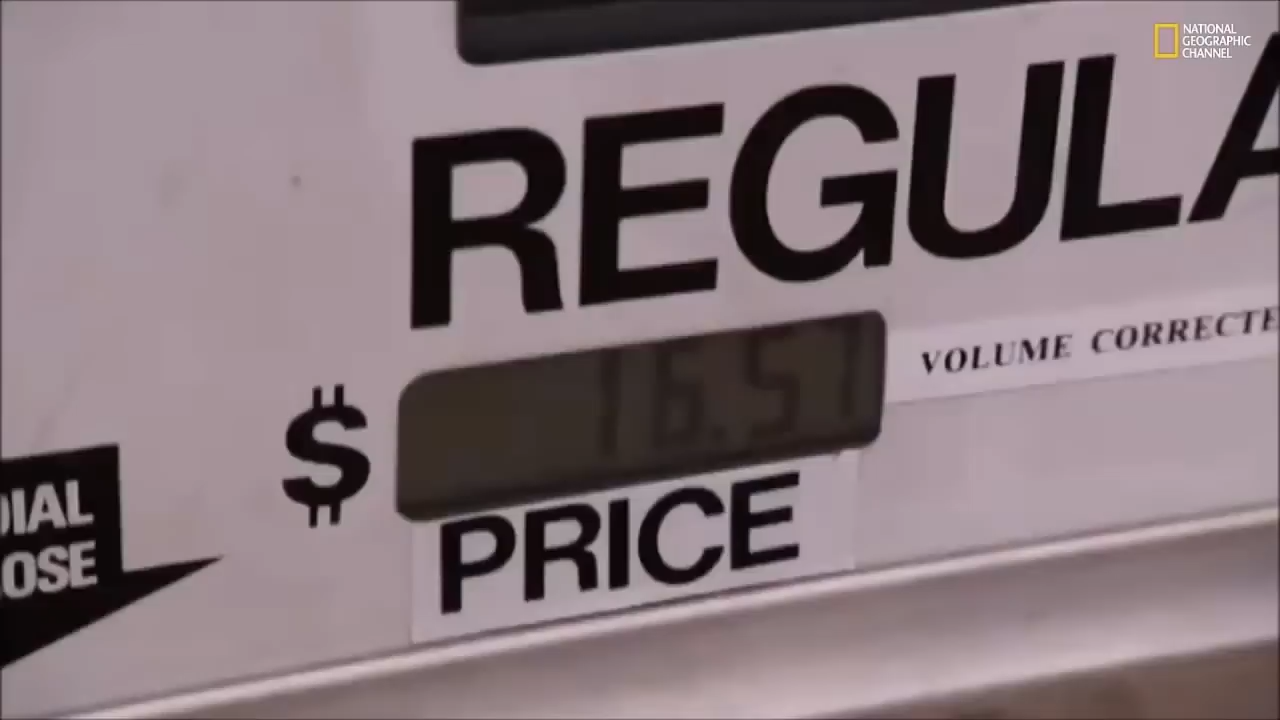 NATIONAL
GEOGRAPHIC
CHANNEL
REGULA
16.57
VOLUME CORRECTE
$
PRICE
DIAL
OSE